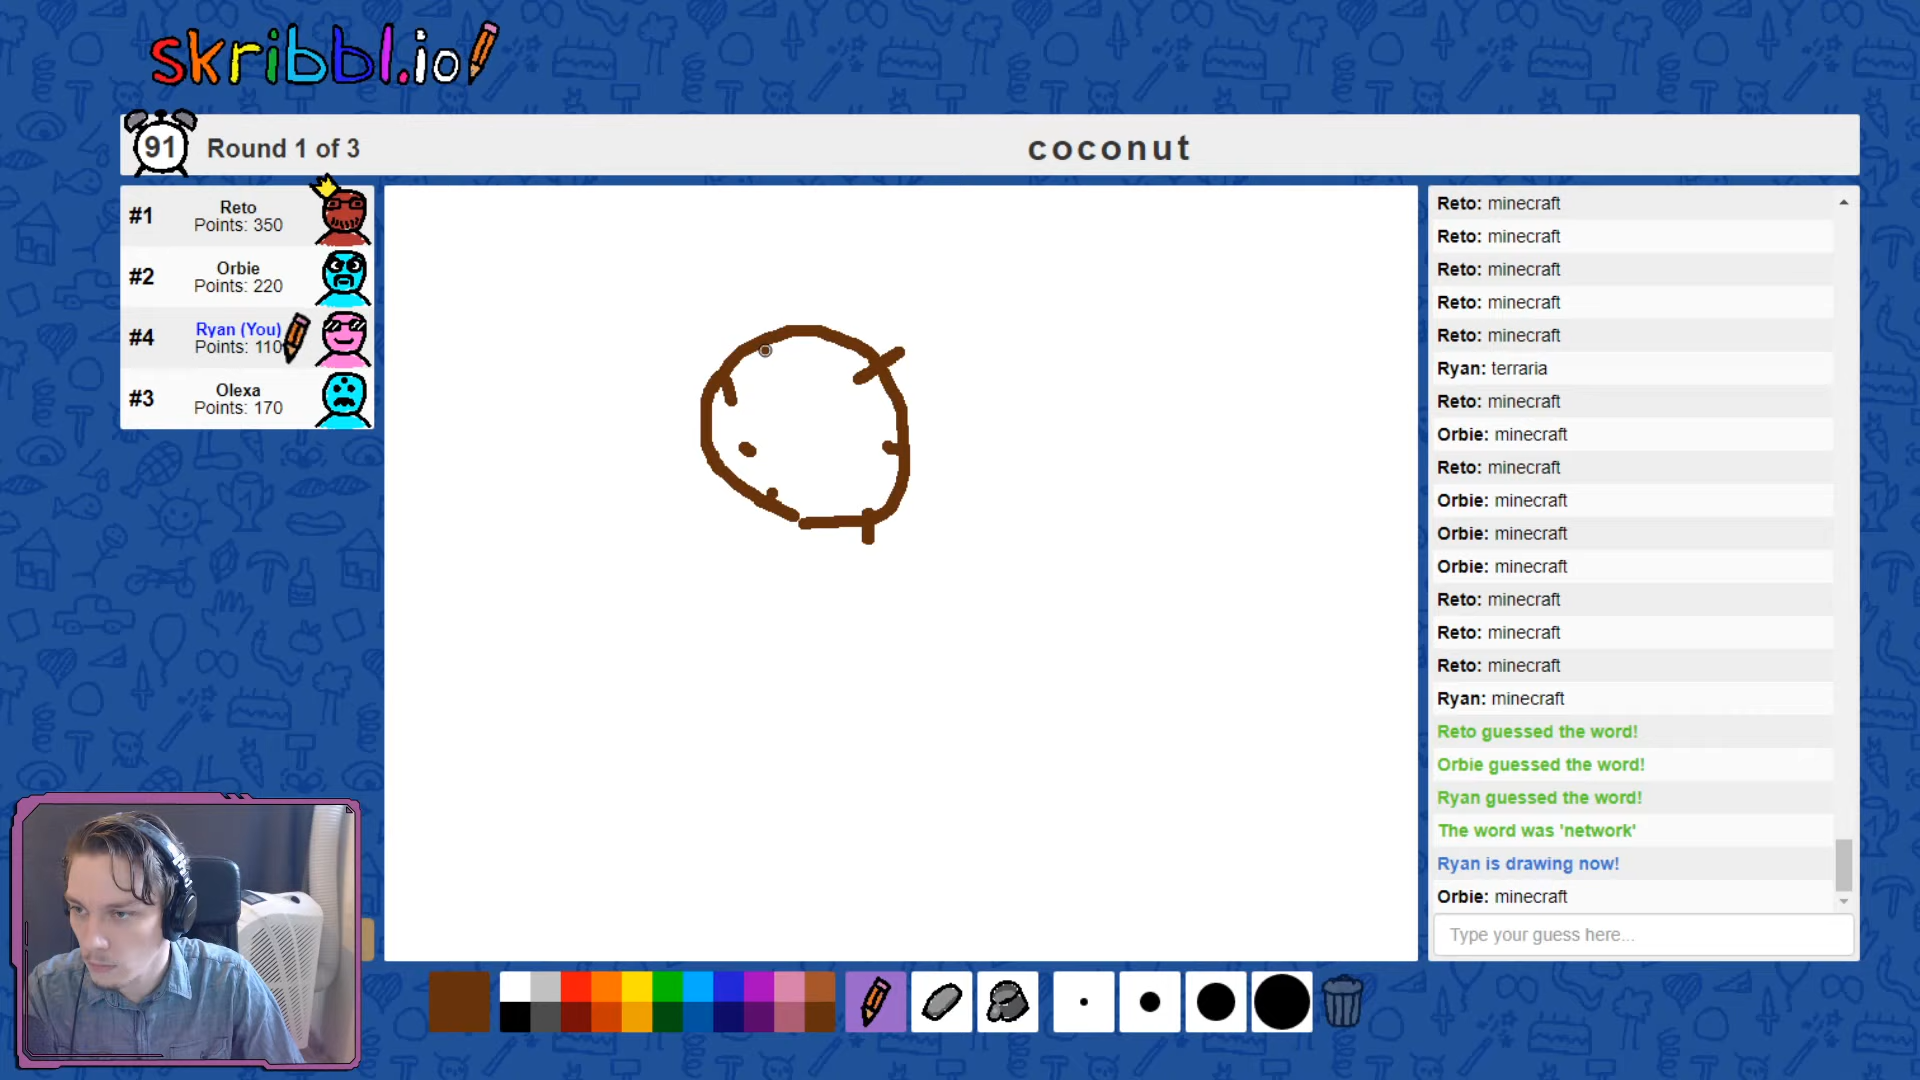 skribbl.io
91
Round 1 of 3
coconut
#1
Reto
Points: 350
#2
Orbie
Points: 220
#4
Ryan (You)
Points: 110
#3
Olexa
Points: 170
Reto: minecraft
Reto: minecraft
Reto: minecraft
Reto: minecraft
Reto: minecraft
Ryan: terraria
Reto: minecraft
Orbie: minecraft
Reto: minecraft
Orbie: minecraft
Orbie: minecraft
Orbie: minecraft
Reto: minecraft
Reto: minecraft
Reto: minecraft
Ryan: minecraft
Reto guessed the word!
Orbie guessed the word!
Ryan guessed the word!
The word was 'network'
Ryan is drawing now!
Orbie: minecraft
Type your guess here...